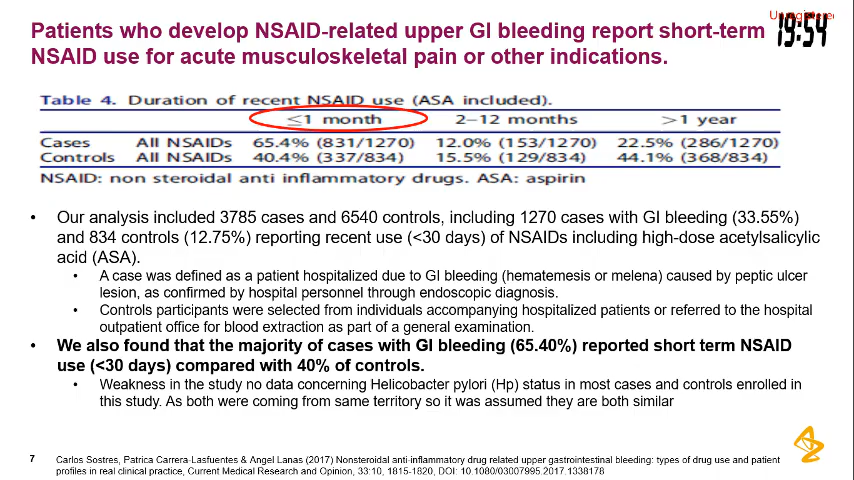 Patients who develop NSAID-related upper GI bleeding report short-term
NSAID use for acute musculoskeletal pain or other indications.
19:54
Table 4. Duration of recent NSAID use (ASA included).
≤1 month 2–12 months >1 year
Cases All NSAIDs 65.4% (831/1270) 12.0% (153/1270) 22.5% (286/1270)
Controls All NSAIDs 40.4% (337/834) 15.5% (129/834) 44.1% (368/834)
NSAID: non steroidal anti inflammatory drugs. ASA: aspirin
• Our analysis included 3785 cases and 6540 controls, including 1270 cases with GI bleeding (33.55%)
and 834 controls (12.75%) reporting recent use (<30 days) of NSAIDs including high-dose acetylsalicylic
acid (ASA).
• A case was defined as a patient hospitalized due to GI bleeding (hematemesis or melena) caused by peptic ulcer
lesion, as confirmed by hospital personnel through endoscopic diagnosis.
• Controls participants were selected from individuals accompanying hospitalized patients or referred to the hospital
outpatient office for blood extraction as part of a general examination.
• We also found that the majority of cases with GI bleeding (65.40%) reported short term NSAID
use (<30 days) compared with 40% of controls.
• Weakness in the study no data concerning Helicobacter pylori (Hp) status in most cases and controls enrolled in
this study. As both were coming from same territory so it was assumed they are both similar
7 Carlos Sostres, Patrica Carrera-Lasfuentes & Angel Lanas (2017) Nonsteroidal anti-inflammatory drug related upper gastrointestinal bleeding: types of drug use and patient
profiles in real clinical practice, Current Medical Research and Opinion, 33:10, 1815-1820, DOI: 10.1080/03007995.2017.1338178